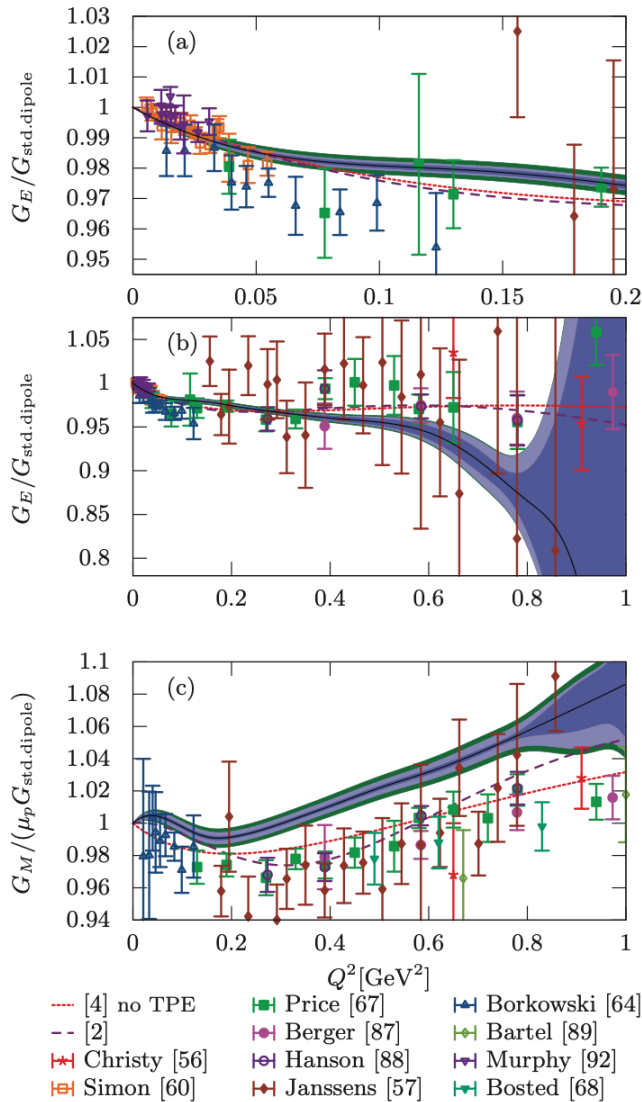 1.03
1.02
1.01
1
0.99
0.98
0.97
0.96
0.95
(a)
G_E/G_std.dipole
0 0.05 0.1 0.15 0.2
1.05
1
0.95
0.9
0.85
0.8
(b)
G_E/G_std.dipole
0 0.2 0.4 0.6 0.8 1
1.1
1.08
1.06
1.04
1.02
1
0.98
0.96
0.94
(c)
G_M/(μ_p G_std.dipole)
0 0.2 0.4 0.6 0.8 1
Q² [GeV²]
[4] no TPE
[2]
Christy [56]
Simon [60]
Price [67]
Berger [87]
Hanson [88]
Janssens [57]
Borkowski [64]
Bartel [89]
Murphy [92]
Bosted [68]